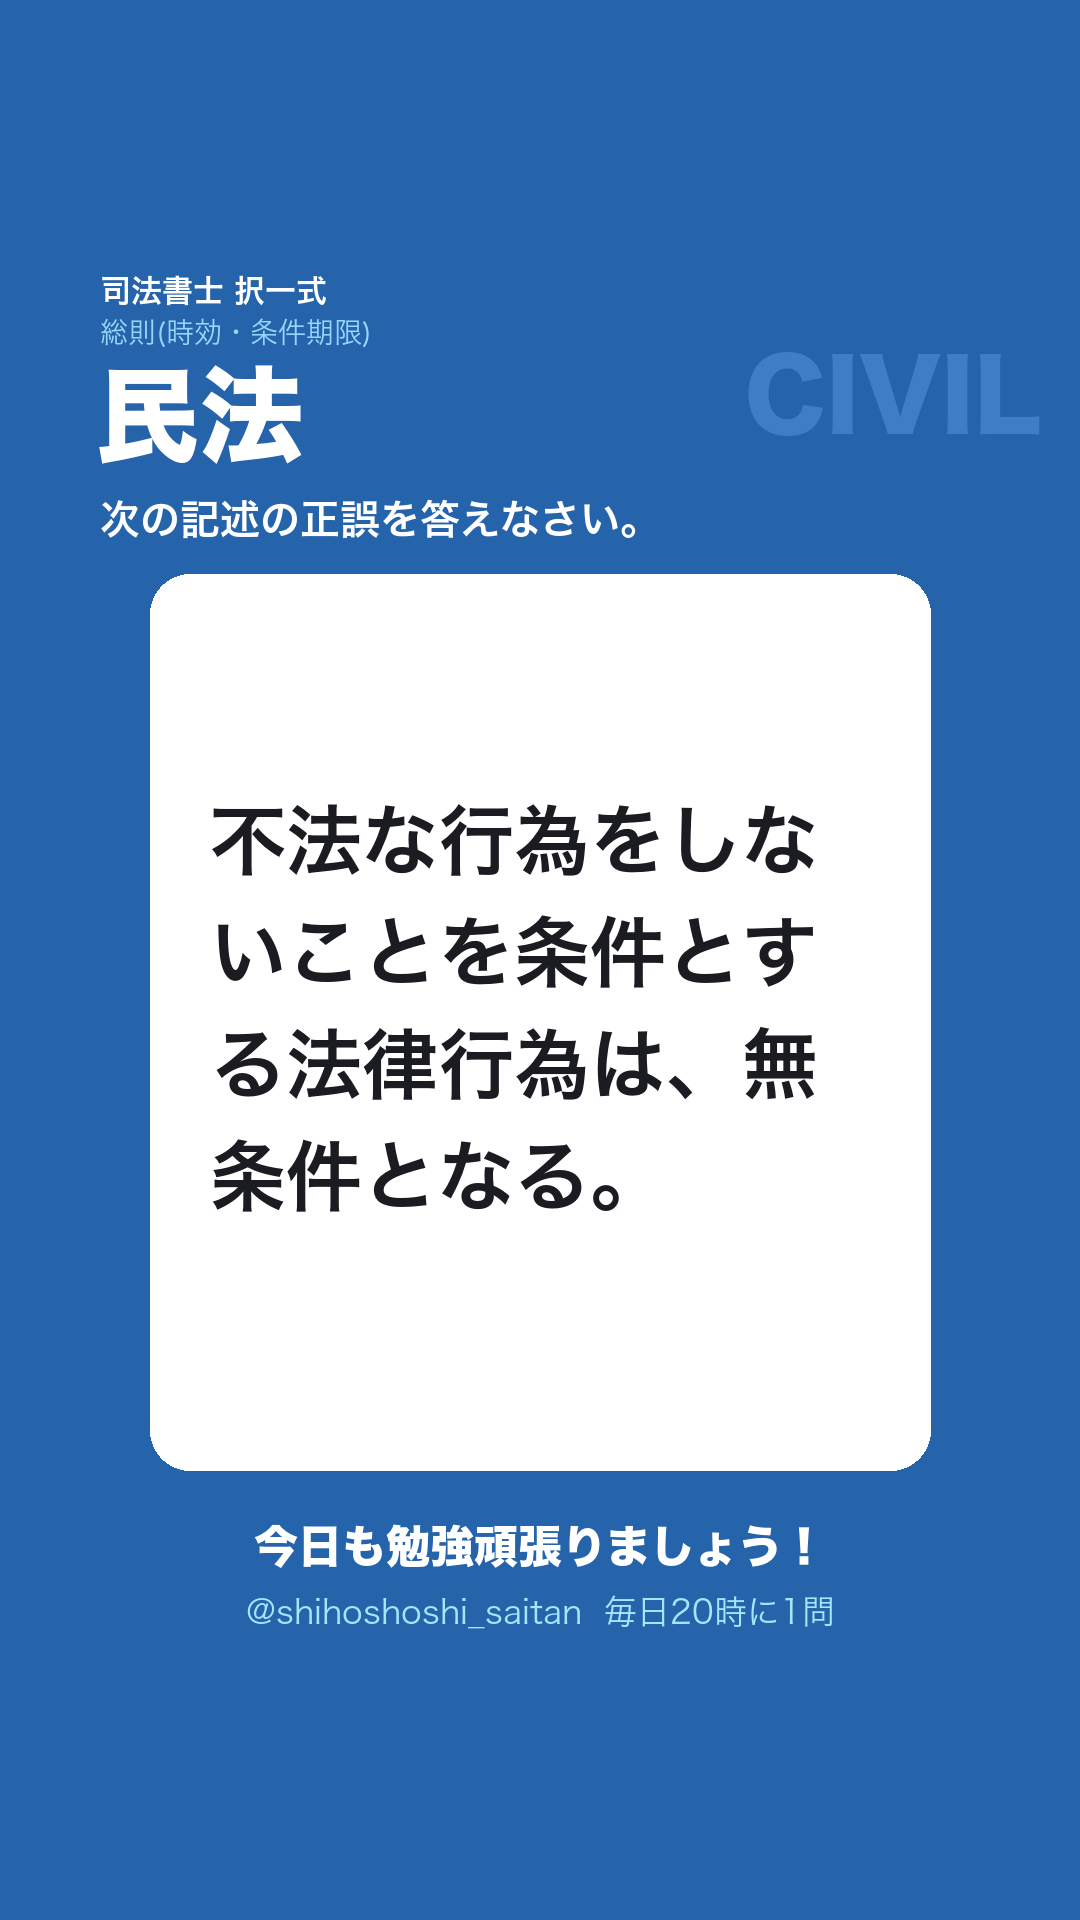 司法書士 択一式
総則(時効・条件期限)
民法
CIVIL
次の記述の正誤を答えなさい。
不法な行為をしな
いことを条件とす
る法律行為は、無
条件となる。
今日も勉強頑張りましょう！
@shihoshoshi_saitan 毎日20時に1問